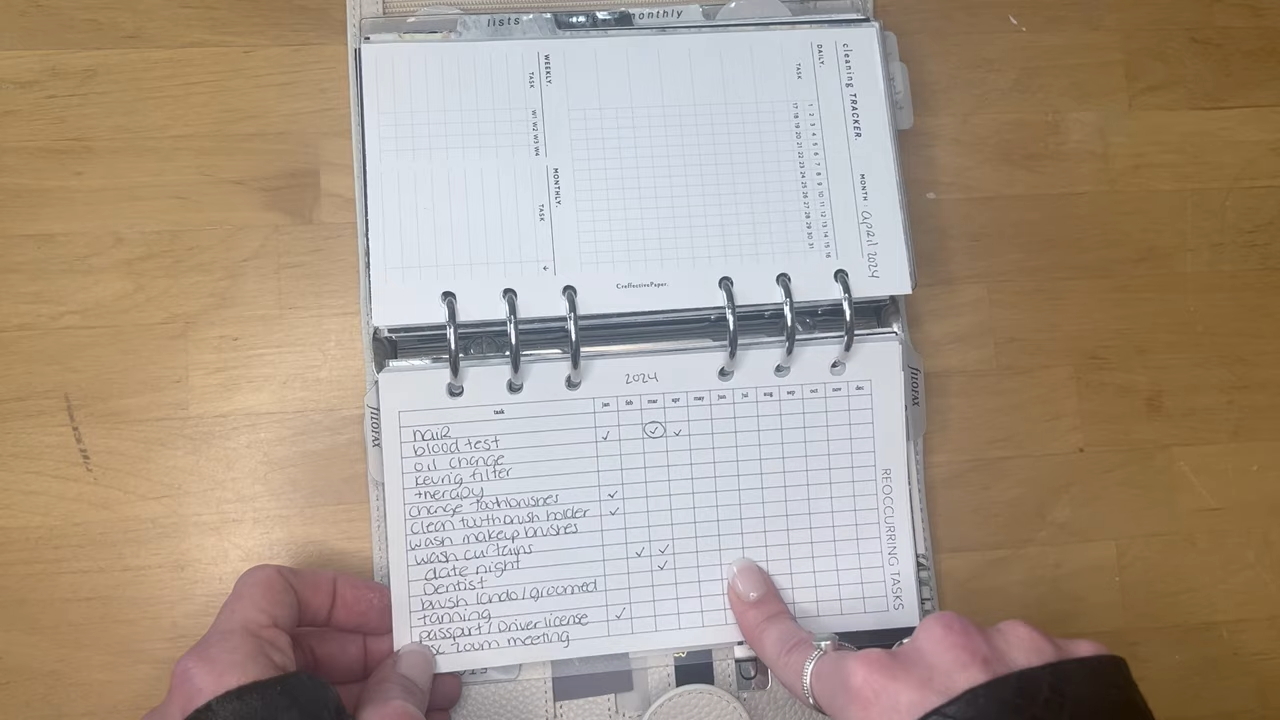 lists
monthly
cleaning TRACKER.
MONTH: april 2024
DAILY.
TASK
1 2 3 4 5 6 7 8 9 10 11 12 13 14 15 16
17 18 19 20 21 22 23 24 25 26 27 28 29 30 31
WEEKLY.
TASK
W1 W2 W3 W4
MONTHLY.
TASK
CreffectivePaper.
2024
task jan feb mar apr may jun jul aug sep oct nov dec
hair
blood test
oil change
keurig filter
therapy
change toothbrushes
clean toothbrush holder
wash makeup brushes
wash curtains
date night
Dentist
brush lando/groomed
tanning
passport/Driver license
zoom meeting
REOCCURRING TASKS
FILOFAX
FILOFAX